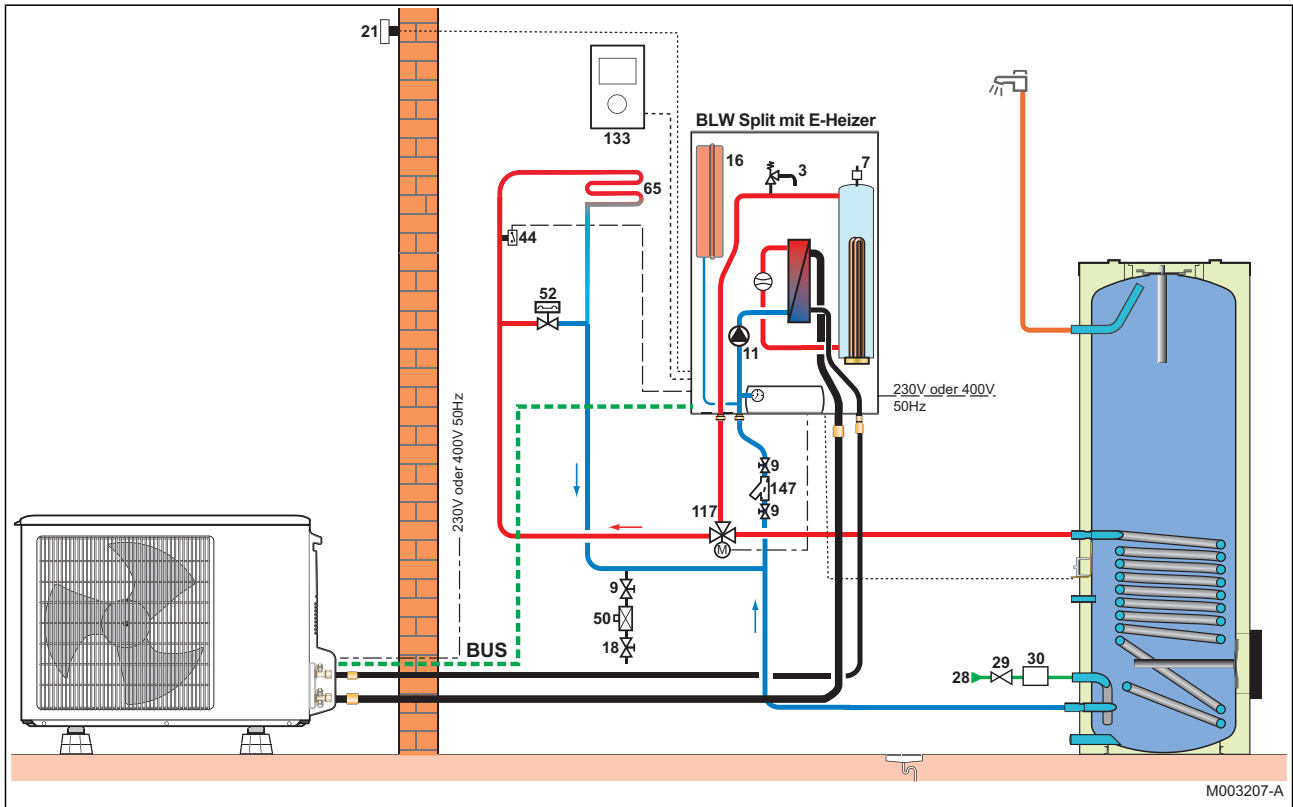 21
133
BLW Split mit E-Heizer
16
3
7
65
44
52
11
230V oder 400V
50Hz
230V oder 400V 50Hz
9
147
9
117
M
9
50
18
BUS
28
29
30
M003207-A